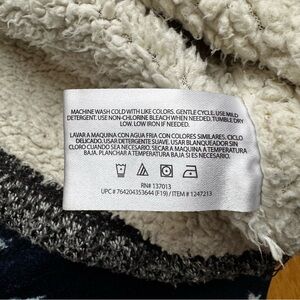 MACHINE WASH COLD WITH LIKE COLORS. GENTLE CYCLE. USE MILD
DETERGENT. USE NON-CHLORINE BLEACH WHEN NEEDED. TUMBLE DRY
LOW. LOW IRON IF NEEDED.
LAVAR A MAQUINA CON AGUA FRIA CON COLORES SIMILARES. CICLO
DELICADO. USAR DETERGENTE SUAVE. USAR BLANQUEADOR SIN
CLORO CUANDO SEA NECESARIO. SECAR A MAQUINA A TEMPERATURA
BAJA. PLANCHAR A TEMPERATURA BAJA SI ES NECESARIO.
RN# 137013
UPC # 764204353644 (F19) / ITEM # 1247213